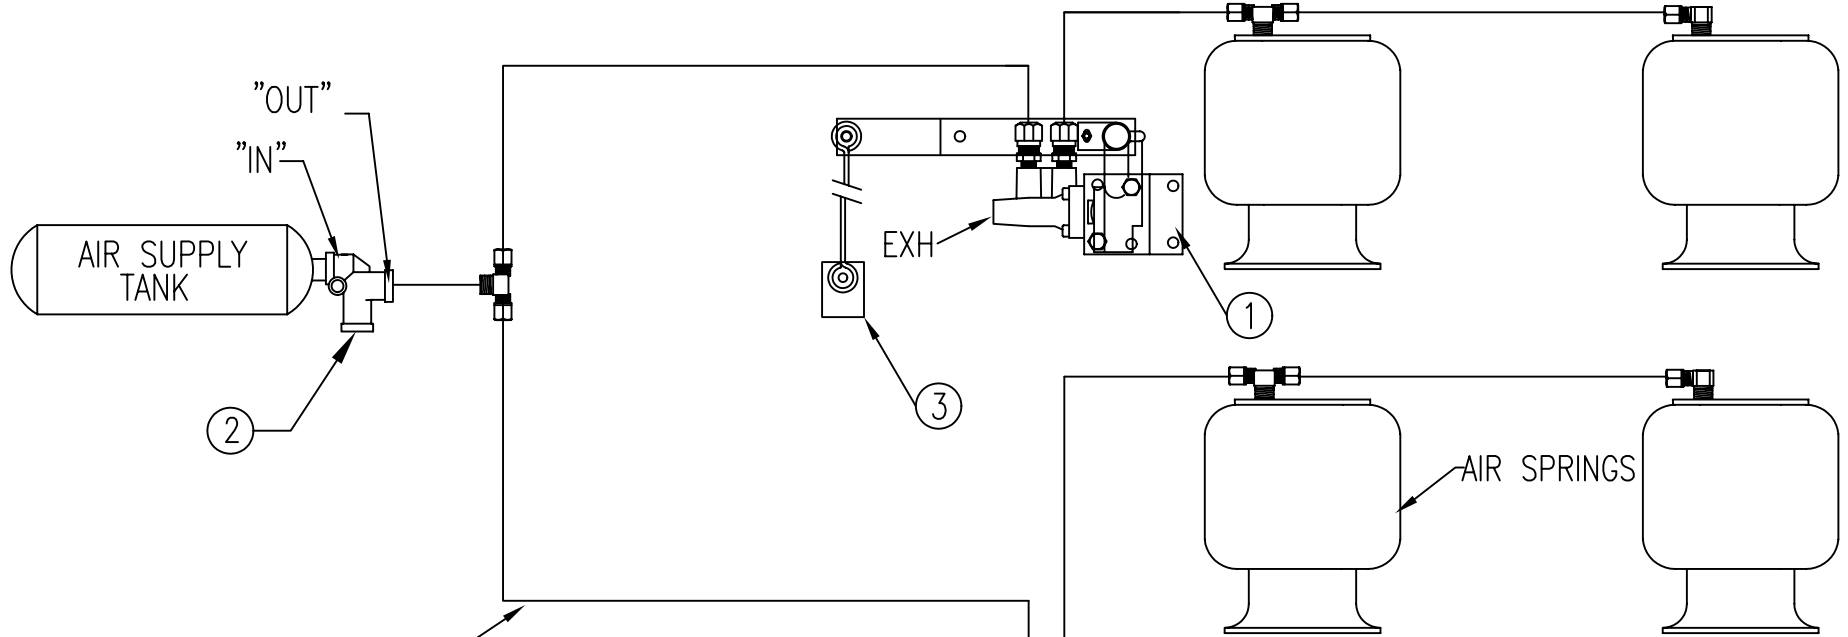 "OUT"
"IN"
AIR SUPPLY
TANK
EXH
1
2
3
AIR SPRINGS